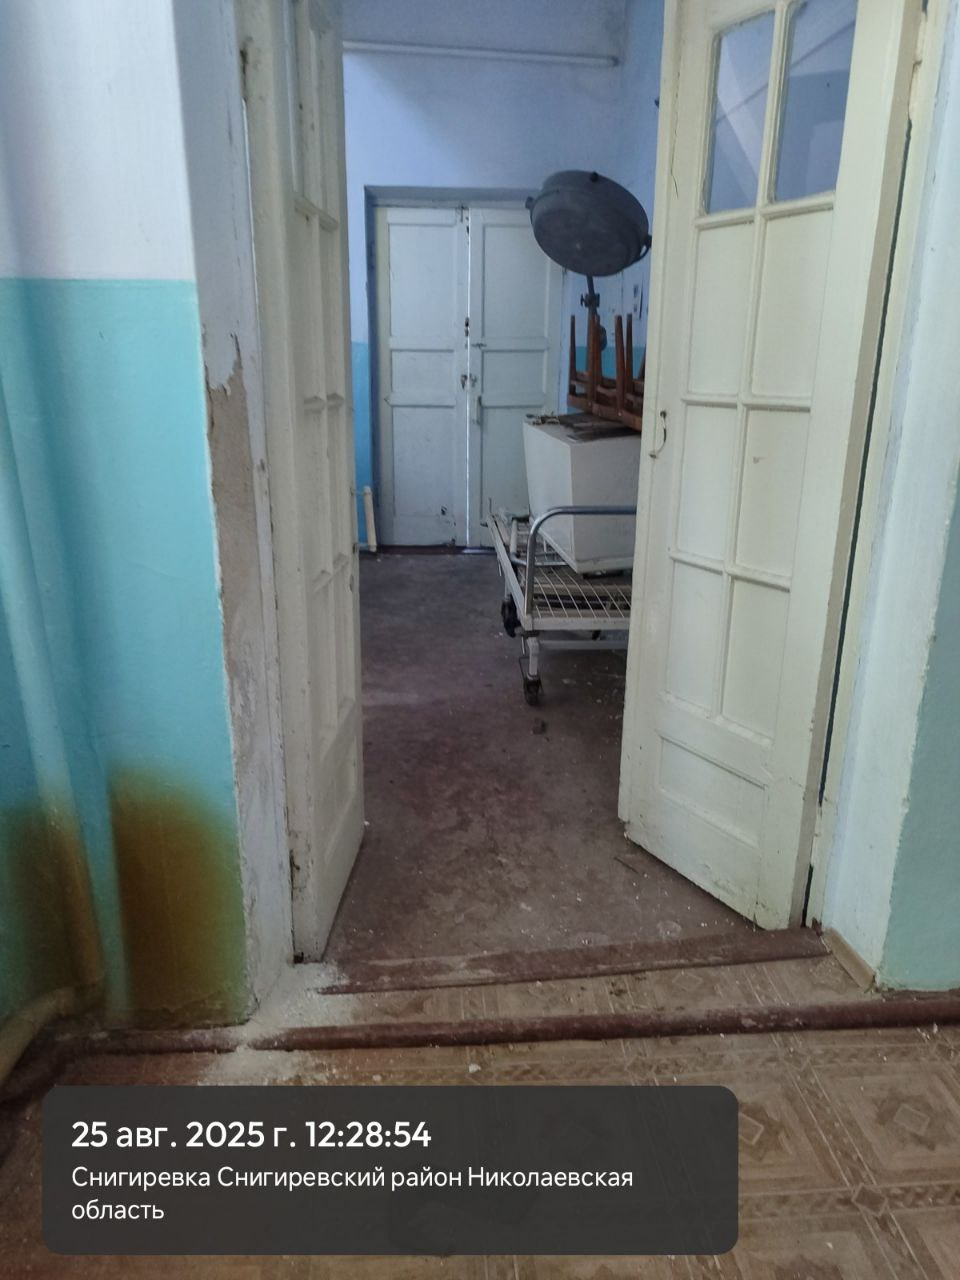 25 авг. 2025 г. 12:28:54
Снигиревка Снигиревский район Николаевская
область